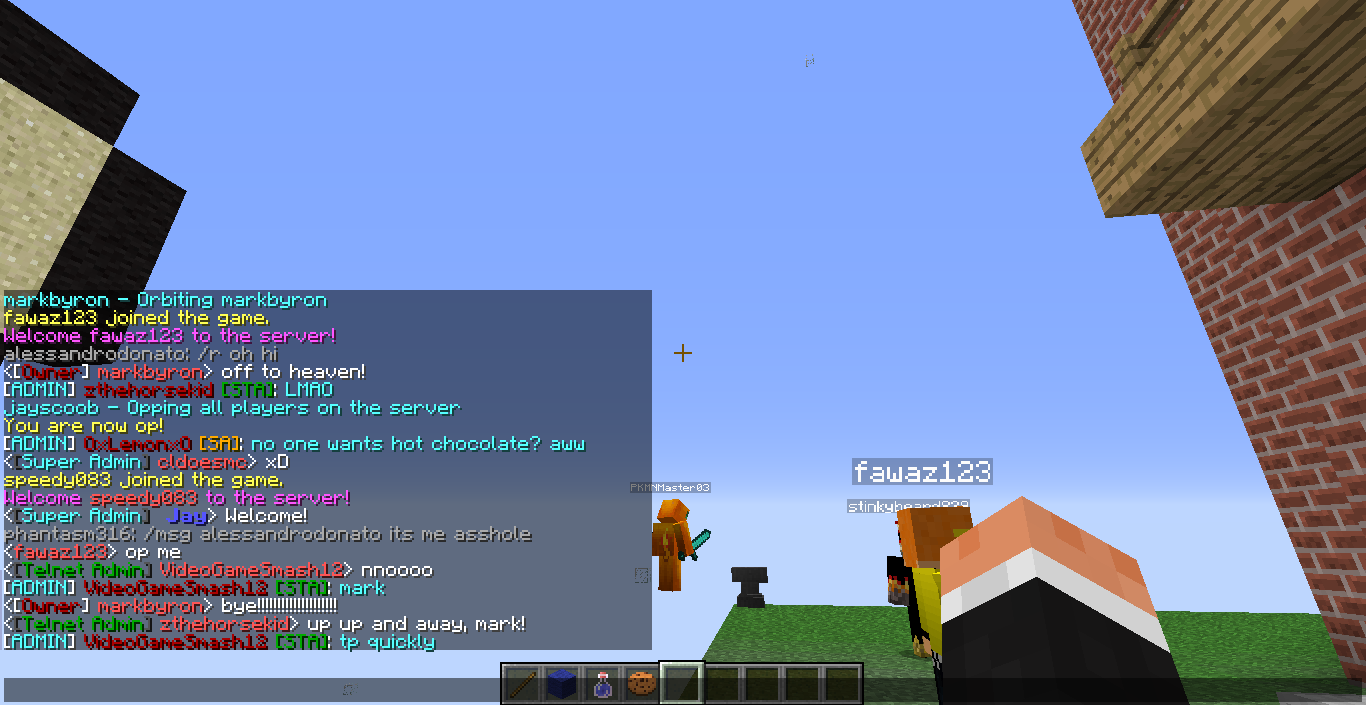 markbyron - Orbiting markbyron
fawaz123 joined the game.
Welcome fawaz123 to the server!
alessandrodonato: /r oh hi
<[Owner] markbyron> off to heaven!
[ADMIN] zthehorsekid [STA]: LMAO
jayscoob - Opping all players on the server
You are now op!
[ADMIN] 0xLemonx0 [SA]: no one wants hot chocolate? aww
<[Super Admin] cldoesmc> xD
speedy083 joined the game.
Welcome speedy083 to the server!
<[Super Admin] Jay> Welcome!
phantasm316: /msg alessandrodonato its me asshole
<fawaz123> op me
<[Telnet Admin] VideoGameSmash12> nnoooo
[ADMIN] VideoGameSmash12 [STA]: mark
<[Owner] markbyron> bye!!!!!!!!!!!!!!!!!!!!
<[Telnet Admin] zthehorsekid> up up and away, mark!
[ADMIN] VideoGameSmash12 [STA]: tp quickly
fawaz123
PKMNMaster03